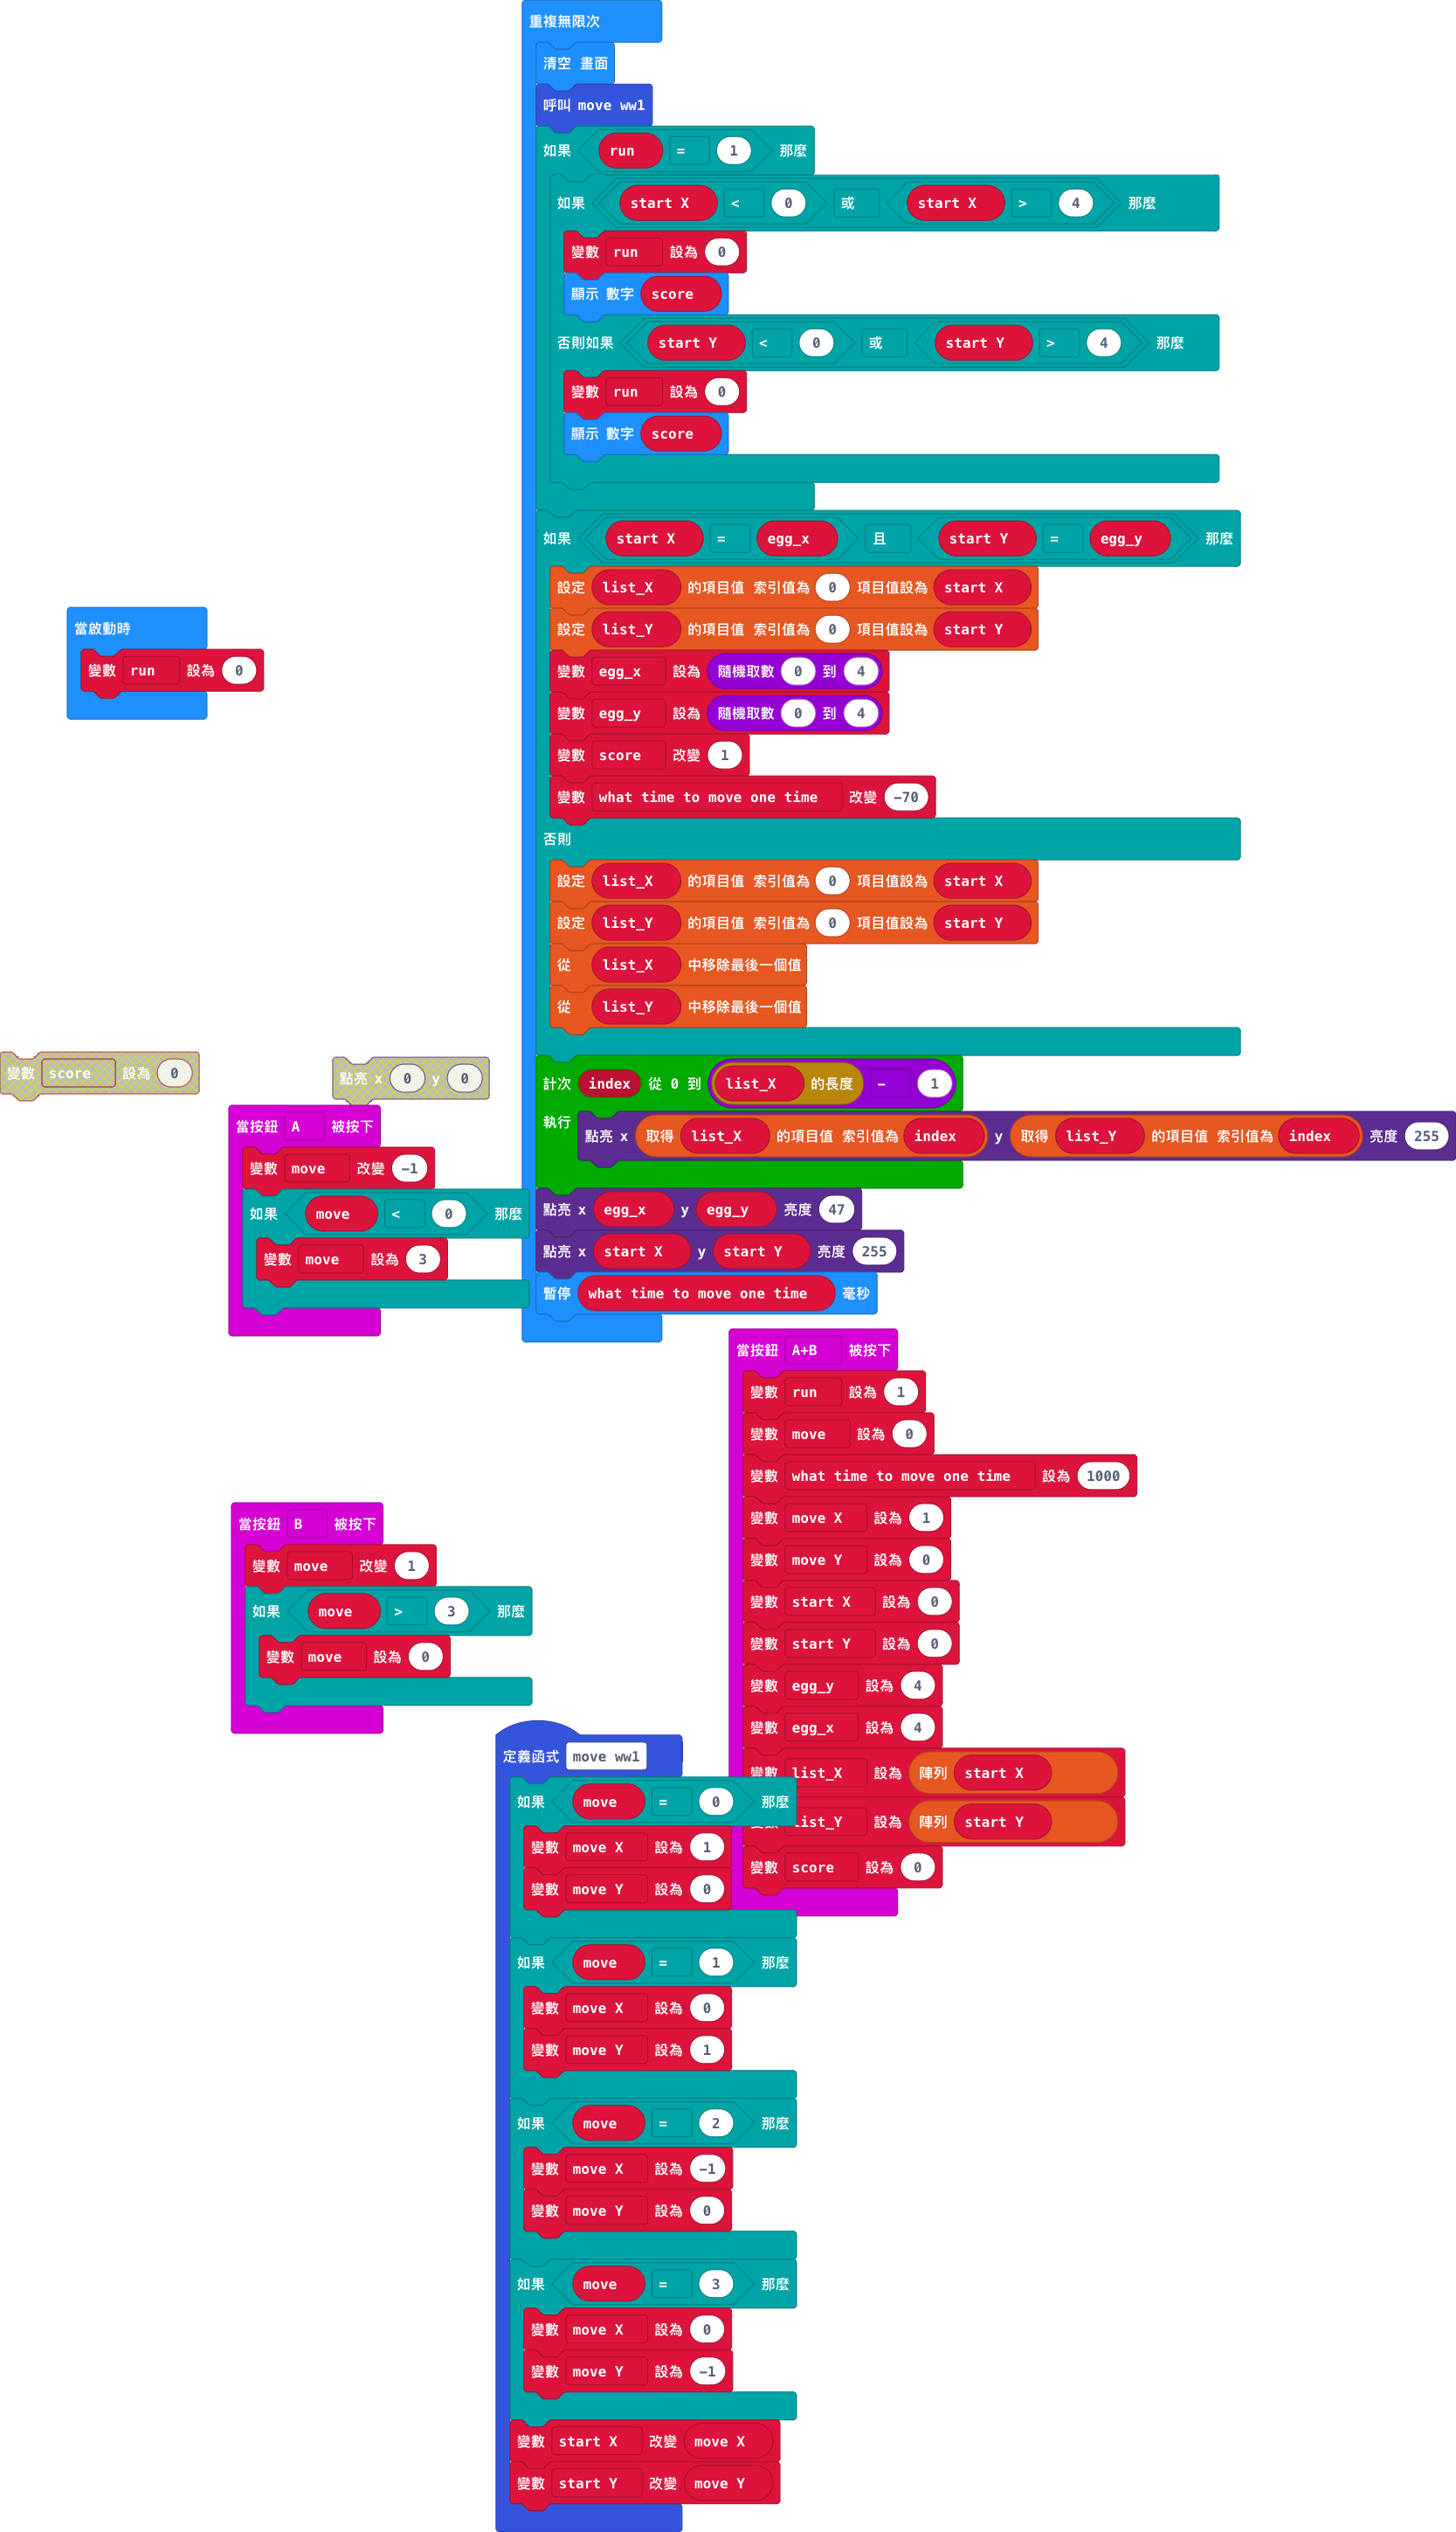 重複無限次
清空 畫面
呼叫 move ww1
如果 run = 1 那麼
如果 start X < 0 或 start X > 4 那麼
變數 run 設為 0
顯示 數字 score
否則如果 start Y < 0 或 start Y > 4 那麼
變數 run 設為 0
顯示 數字 score
如果 start X = egg_x 且 start Y = egg_y 那麼
設定 list_X 的項目值 索引值為 0 項目值設為 start X
設定 list_Y 的項目值 索引值為 0 項目值設為 start Y
變數 egg_x 設為 隨機取數 0 到 4
變數 egg_y 設為 隨機取數 0 到 4
變數 score 改變 1
變數 what time to move one time 改變 -70
否則
設定 list_X 的項目值 索引值為 0 項目值設為 start X
設定 list_Y 的項目值 索引值為 0 項目值設為 start Y
從 list_X 中移除最後一個值
從 list_Y 中移除最後一個值
計次 index 從 0 到 list_X 的長度 - 1
執行 點亮 x 取得 list_X 的項目值 索引值為 index y 取得 list_Y 的項目值 索引值為 index 亮度 255
點亮 x egg_x y egg_y 亮度 47
點亮 x start X y start Y 亮度 255
暫停 what time to move one time 毫秒
當啟動時
變數 run 設為 0
變數 score 設為 0
點亮 x 0 y 0
當按鈕 A 被按下
變數 move 改變 -1
如果 move < 0 那麼
變數 move 設為 3
當按鈕 A+B 被按下
變數 run 設為 1
變數 move 設為 0
變數 what time to move one time 設為 1000
變數 move X 設為 1
變數 move Y 設為 0
變數 start X 設為 0
變數 start Y 設為 0
變數 egg_y 設為 4
變數 egg_x 設為 4
變數 list_X 設為 陣列 start X
變數 list_Y 設為 陣列 start Y
變數 score 設為 0
當按鈕 B 被按下
變數 move 改變 1
如果 move > 3 那麼
變數 move 設為 0
定義函式 move ww1
如果 move = 0 那麼
變數 move X 設為 1
變數 move Y 設為 0
如果 move = 1 那麼
變數 move X 設為 0
變數 move Y 設為 1
如果 move = 2 那麼
變數 move X 設為 -1
變數 move Y 設為 0
如果 move = 3 那麼
變數 move X 設為 0
變數 move Y 設為 -1
變數 start X 改變 move X
變數 start Y 改變 move Y